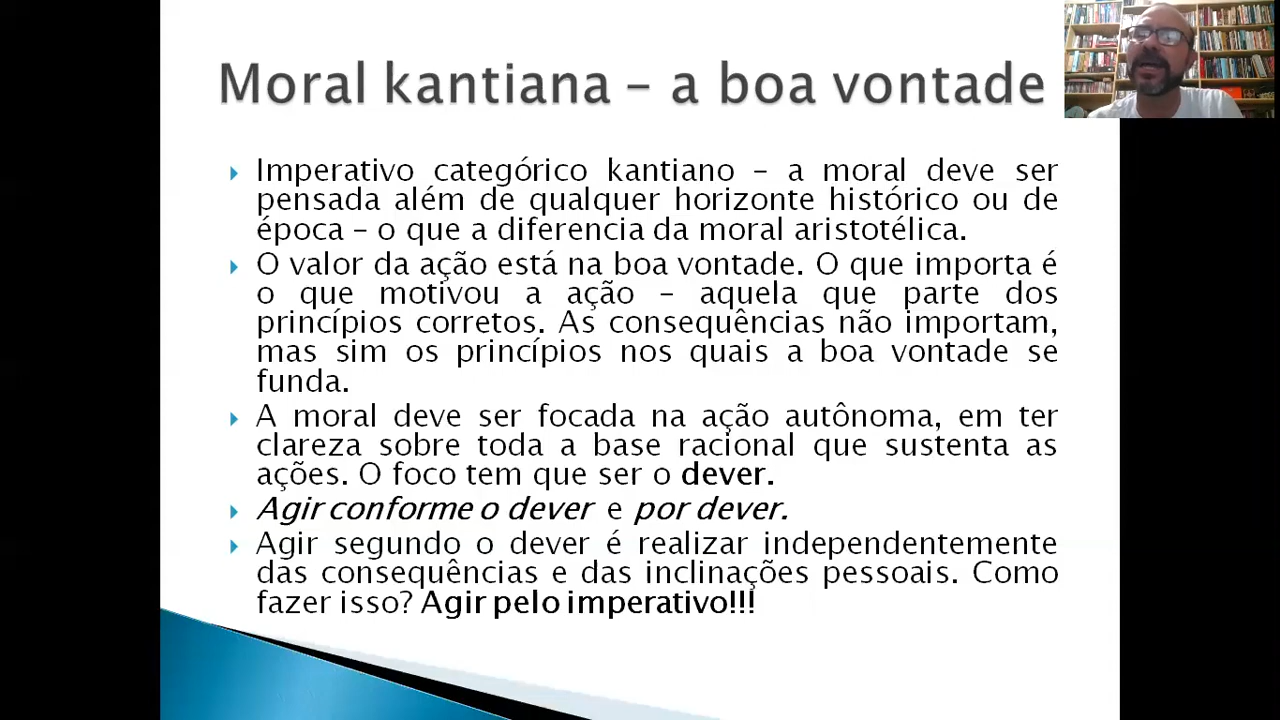 Moral kantiana – a boa vontade
Imperativo categórico kantiano – a moral deve ser
pensada além de qualquer horizonte histórico ou de
época – o que a diferencia da moral aristotélica.
O valor da ação está na boa vontade. O que importa é
o que motivou a ação – aquela que parte dos
princípios corretos. As consequências não importam,
mas sim os princípios nos quais a boa vontade se
funda.
A moral deve ser focada na ação autônoma, em ter
clareza sobre toda a base racional que sustenta as
ações. O foco tem que ser o dever.
Agir conforme o dever e por dever.
Agir segundo o dever é realizar independentemente
das consequências e das inclinações pessoais. Como
fazer isso? Agir pelo imperativo!!!